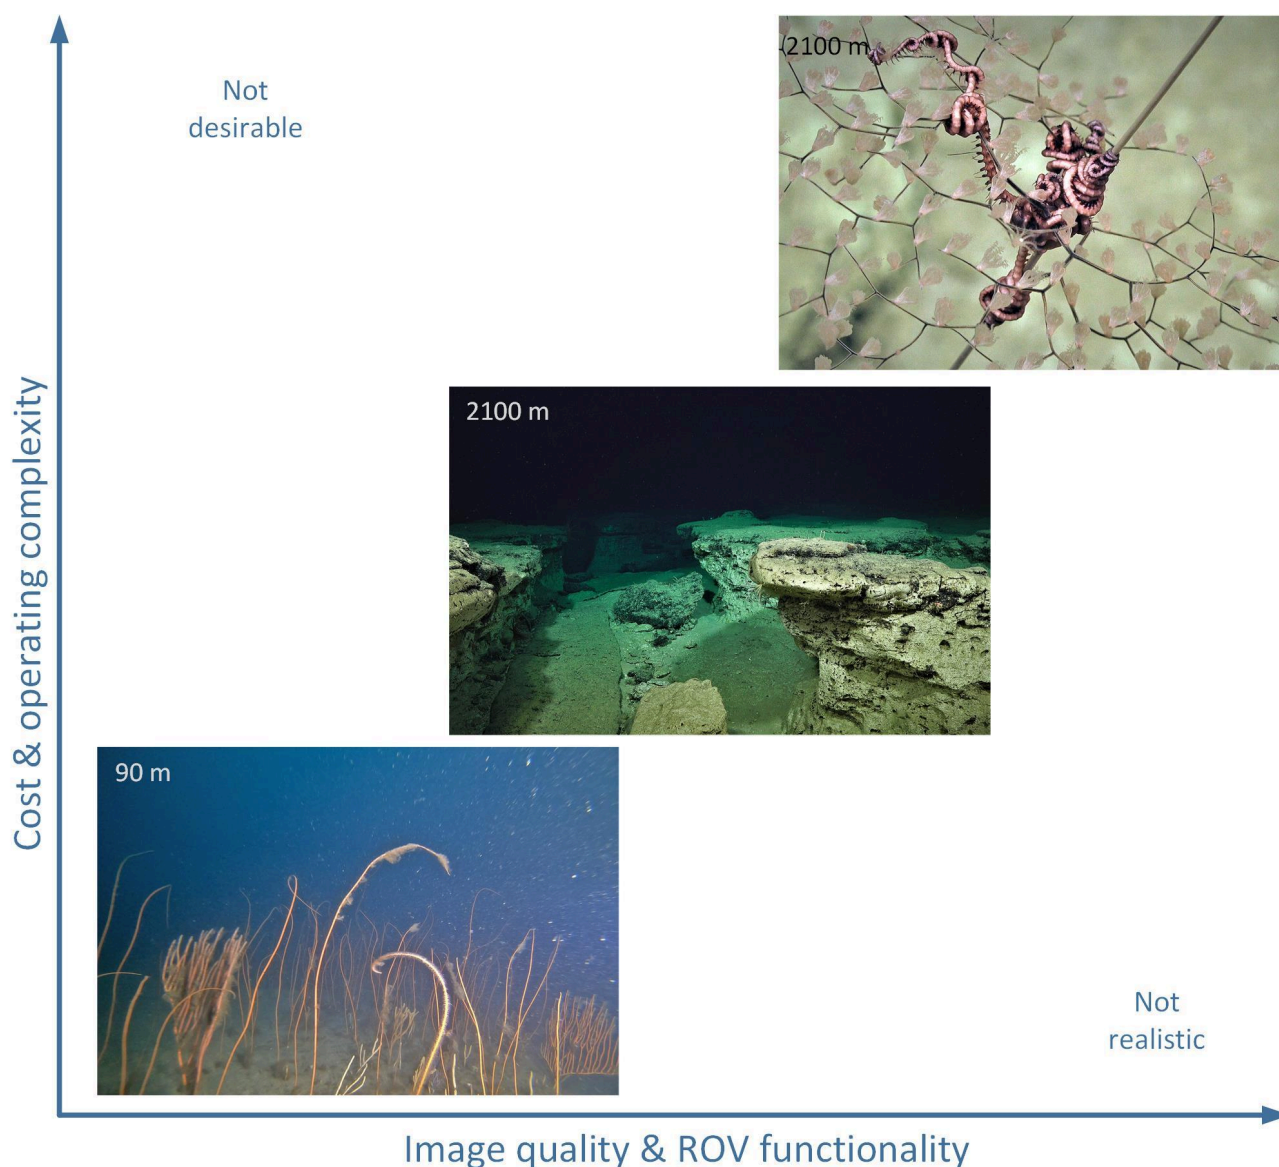 2100 m
Not
desirable
2100 m
Cost & operating complexity
90 m
Not
realistic
Image quality & ROV functionality